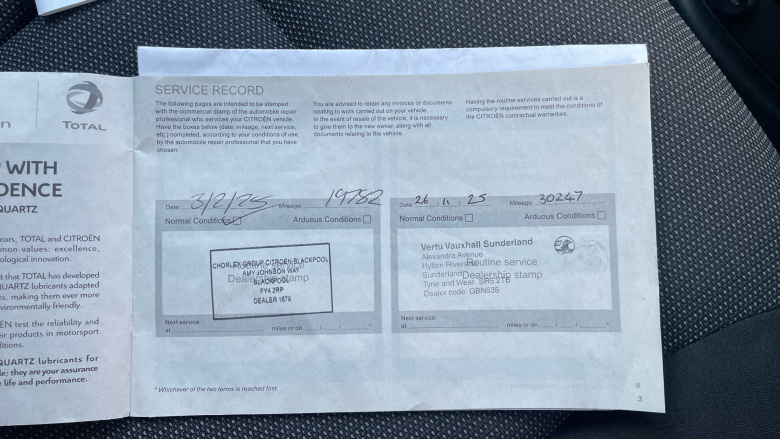 n
TOTAL
WITH
DENCE
QUARTZ
ears, TOTAL and CITROËN
mon values: excellence,
ological innovation.
t that TOTAL has developed
UARTZ lubricants adapted
es, making them ever more
vironmentally friendly.
ËN test the reliability and
eir products in motorsport
ditions.
QUARTZ lubricants for
le; they are your assurance
life and performance.
SERVICE RECORD
The following pages are intended to be stamped
with the commercial stamp of the automobile repair
professional who services your CITROËN vehicle.
Have the boxes below (date, mileage, next service,
etc.) completed, according to your conditions of use,
by the automobile repair professional that you have
chosen.
You are advised to retain any invoices or documents
relating to work carried out on your vehicle.
In the event of resale of the vehicle, it is necessary
to give them to the new owner, along with all
documents relating to the vehicle.
Having the routine services carried out is a
compulsory requirement to meet the conditions of
the CITROËN contractual warranties.
Date: 3/2/25 Mileage: 19782
Normal Conditions Arduous Conditions
CHORLEY GROUP CITROEN BLACKPOOL
AMY JOHNSON WAY
Dealership stamp
BLACKPOOL
FY4 2RP
DEALER 1879
Next service
at miles or on / / *
Date: 26 / 11 / 25 Mileage: 30247
Normal Conditions Arduous Conditions
Vertu Vauxhall Sunderland
Alexandra Avenue
Hylton Riverside
Routine service
Sunderland
Dealership stamp
Tyne and Wear SR5 2TB
Dealer code: GBN535
Next service
at miles or on / / *
* Whichever of the two terms is reached first.
3